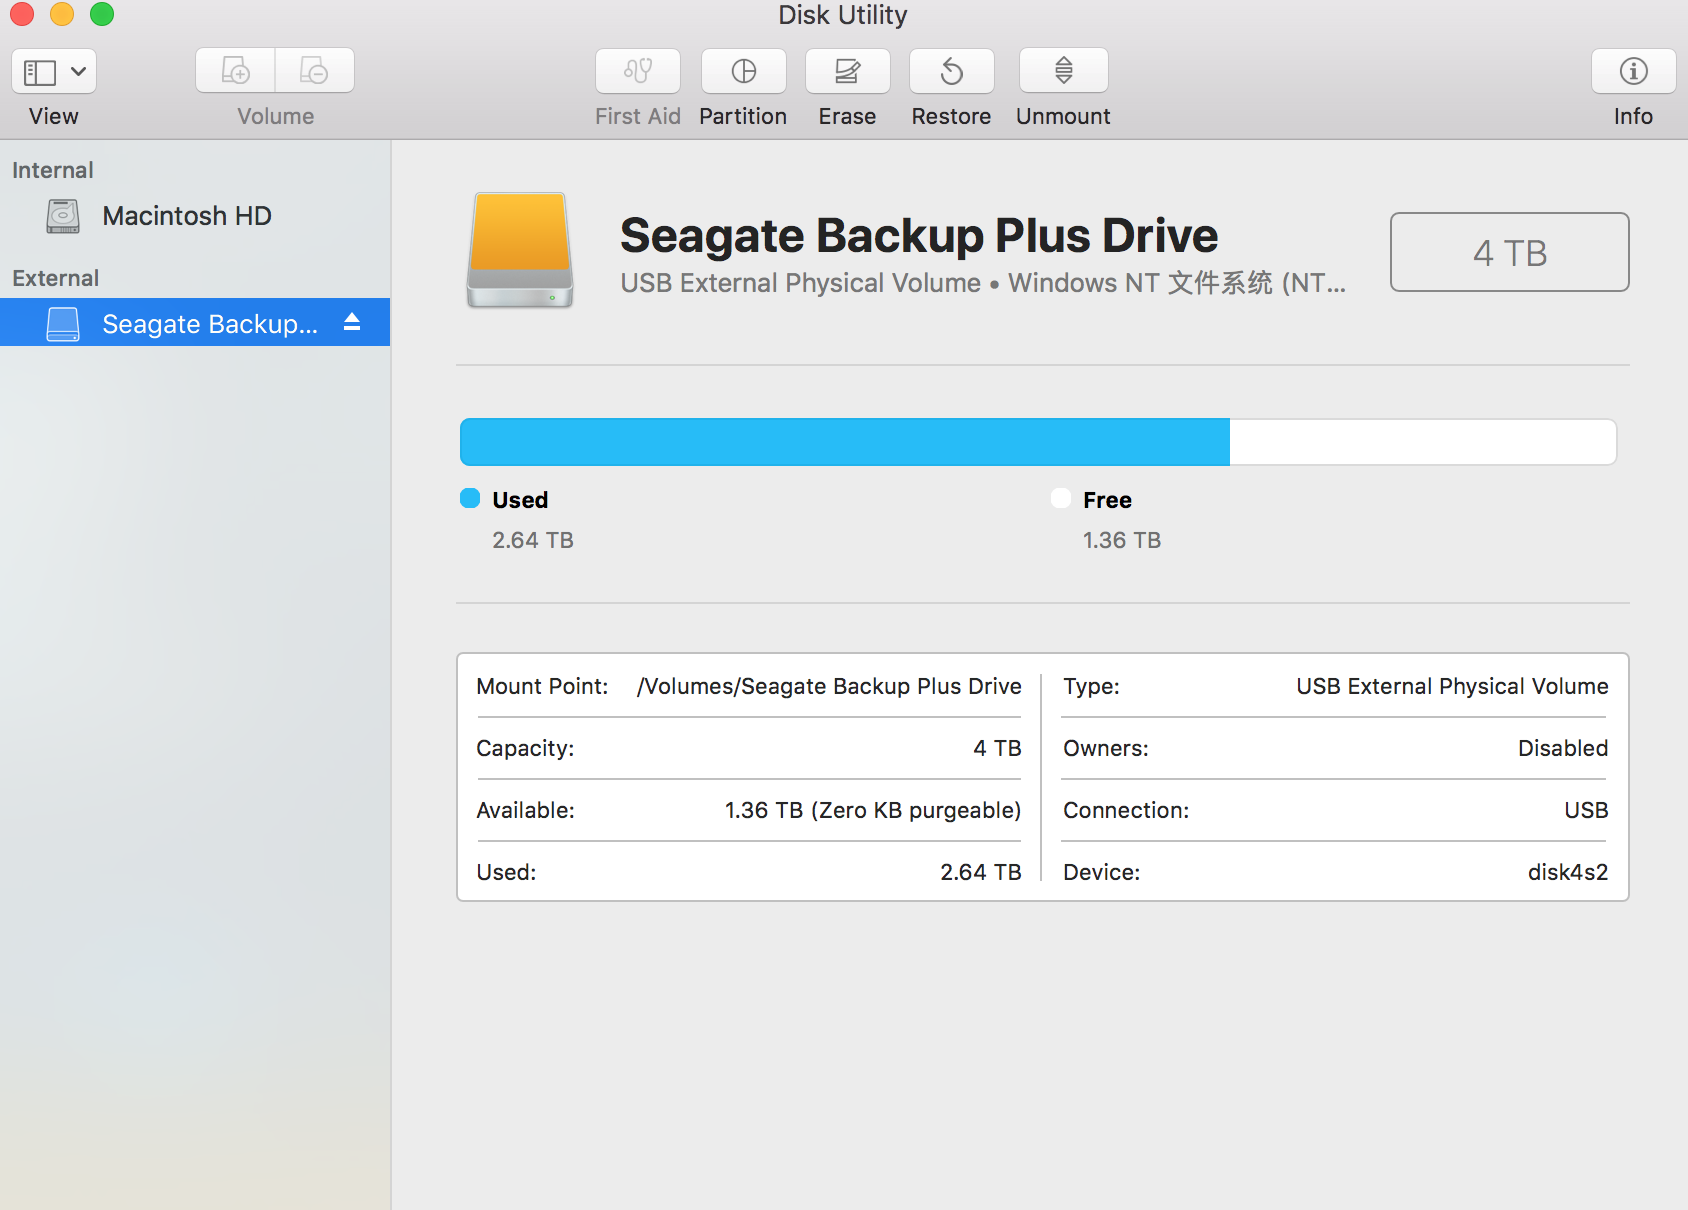 Disk Utility
View
Volume
First Aid
Partition
Erase
Restore
Unmount
Info
Internal
Macintosh HD
External
Seagate Backup...
Seagate Backup Plus Drive
USB External Physical Volume • Windows NT 文件系统 (NT...
4 TB
Used
2.64 TB
Free
1.36 TB
Mount Point: /Volumes/Seagate Backup Plus Drive
Capacity: 4 TB
Available: 1.36 TB (Zero KB purgeable)
Used: 2.64 TB
Type: USB External Physical Volume
Owners: Disabled
Connection: USB
Device: disk4s2